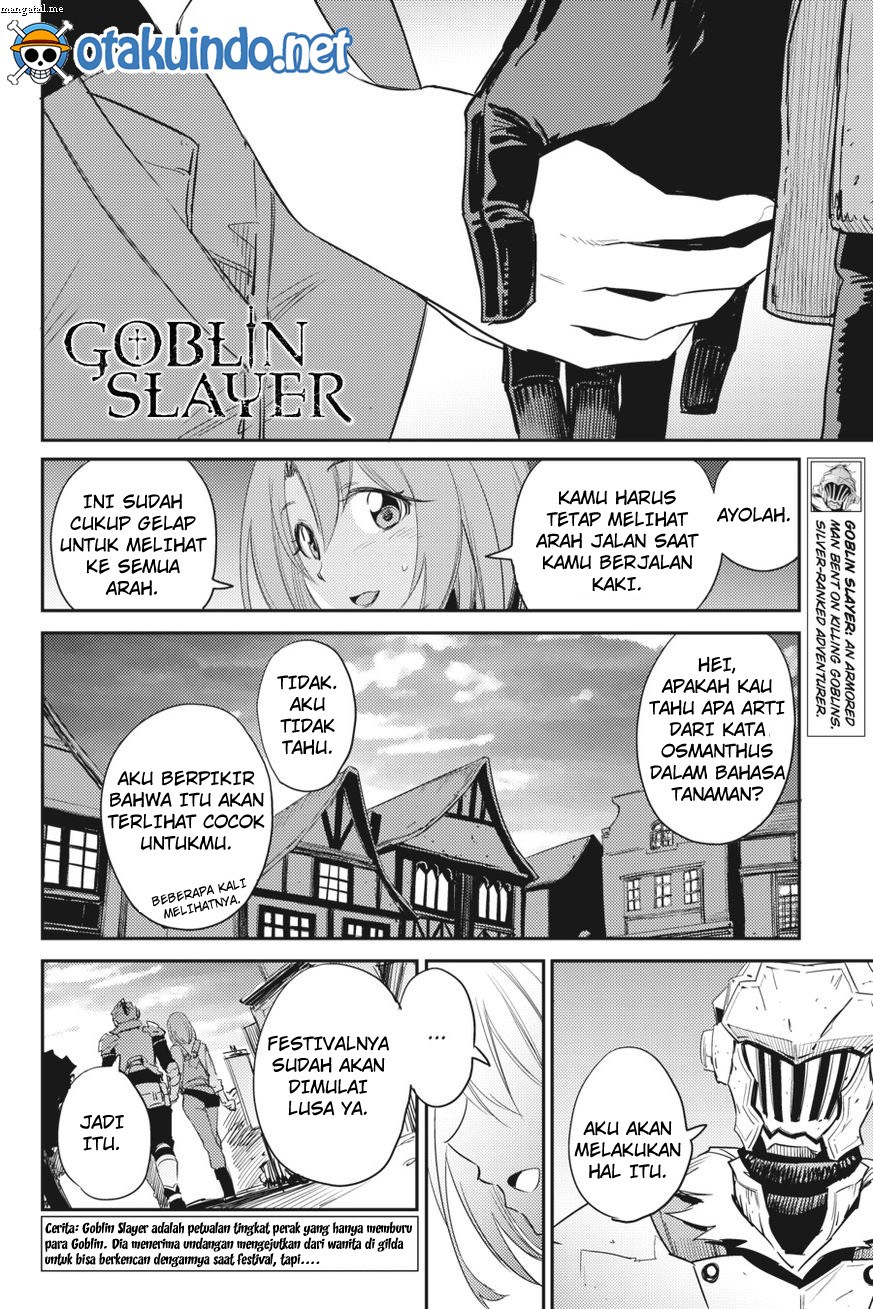 mangatal.me
otakuindo.net
GOBLIN
SLAYER
AYOLAH.
KAMU HARUS
TETAP MELIHAT
ARAH JALAN SAAT
KAMU BERJALAN
KAKI.
INI SUDAH
CUKUP GELAP
UNTUK MELIHAT
KE SEMUA
ARAH.
GOBLIN SLAYER: AN ARMORED
MAN BENT ON KILLING GOBLINS.
SILVER-RANKED ADVENTURER.
HEI,
APAKAH KAU
TAHU APA ARTI
DARI KATA
OSMANTHUS
DALAM BAHASA
TANAMAN?
TIDAK.
AKU
TIDAK
TAHU.
AKU BERPIKIR
BAHWA ITU AKAN
TERLIHAT COCOK
UNTUKMU.
BEBERAPA KALI
MELIHATNYA.
AKU AKAN
MELAKUKAN
HAL ITU.
...
FESTIVALNYA
SUDAH AKAN
DIMULAI
LUSA YA.
JADI
ITU.
Cerita: Goblin Slayer adalah petualan tingkat perak yang hanya memburu
para Goblin. Dia menerima undangan mengejutkan dari wanita di gilda
untuk bisa berkencan dengannya saat festival, tapi....